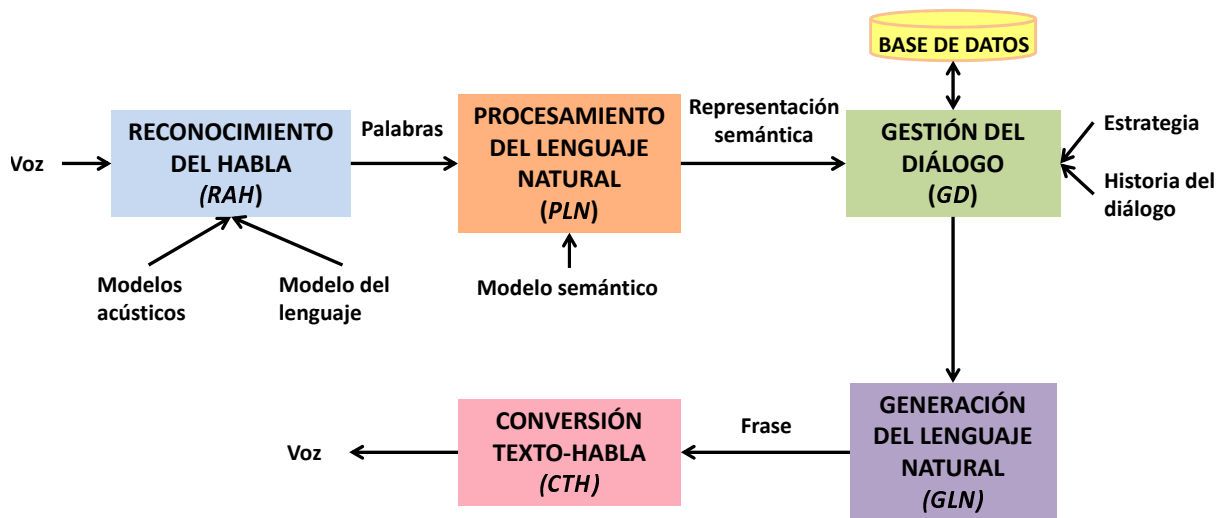 BASE DE DATOS
Voz
RECONOCIMIENTO
DEL HABLA
(RAH)
Palabras
PROCESAMIENTO
DEL LENGUAJE
NATURAL
(PLN)
Representación
semántica
GESTIÓN DEL
DIÁLOGO
(GD)
Estrategia
Historia del
diálogo
Modelos
acústicos
Modelo del
lenguaje
Modelo semántico
Voz
CONVERSIÓN
TEXTO-HABLA
(CTH)
Frase
GENERACIÓN
DEL LENGUAJE
NATURAL
(GLN)